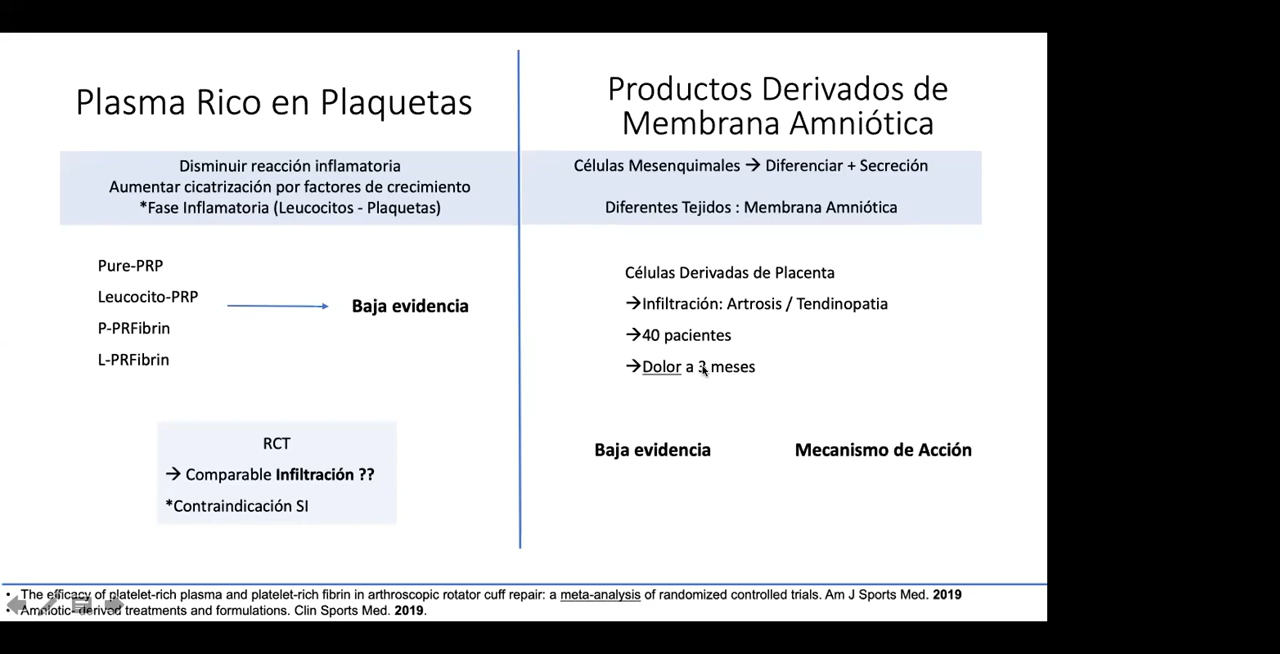 Plasma Rico en Plaquetas
Disminuir reacción inflamatoria
Aumentar cicatrización por factores de crecimiento
*Fase Inflamatoria (Leucocitos - Plaquetas)
Pure-PRP
Leucocito-PRP
P-PRFibrin
L-PRFibrin
Baja evidencia
RCT
→ Comparable Infiltración ??
*Contraindicación SI
Productos Derivados de
Membrana Amniótica
Células Mesenquimales → Diferenciar + Secreción
Diferentes Tejidos : Membrana Amniótica
Células Derivadas de Placenta
→Infiltración: Artrosis / Tendinopatia
→40 pacientes
→Dolor a 3 meses
Baja evidencia
Mecanismo de Acción
• The efficacy of platelet-rich plasma and platelet-rich fibrin in arthroscopic rotator cuff repair: a meta-analysis of randomized controlled trials. Am J Sports Med. 2019
• Amniotic-derived treatments and formulations. Clin Sports Med. 2019.